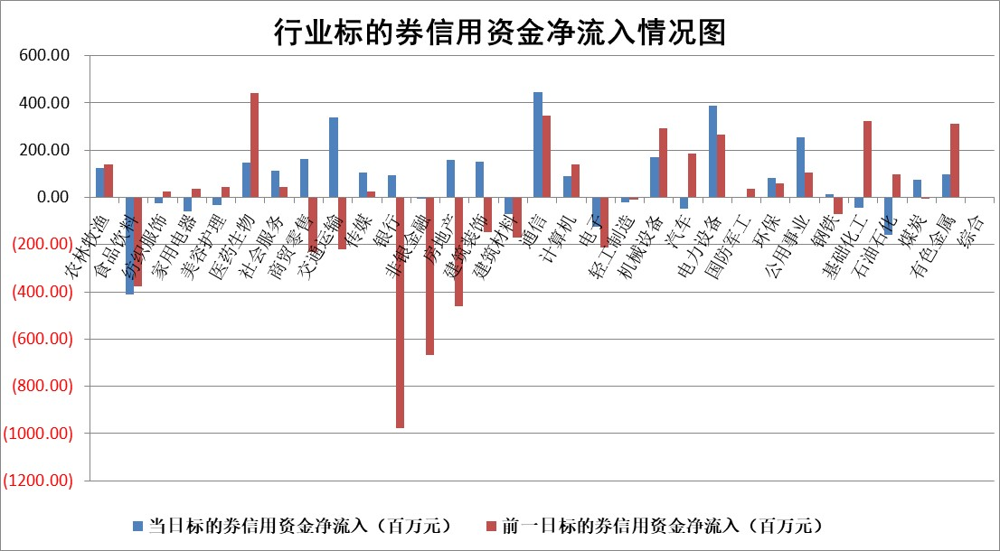 行业标的券信用资金净流入情况图
600.00
400.00
200.00
0.00
(200.00)
(400.00)
(600.00)
(800.00)
(1000.00)
(1200.00)
农林牧渔
食品饮料
纺织服饰
家用电器
美容护理
医药生物
社会服务
商贸零售
交通运输
传媒
银行
非银金融
房地产
建筑装饰
建筑材料
通信
计算机
电子
轻工制造
机械设备
汽车
电力设备
国防军工
环保
公用事业
钢铁
基础化工
石油石化
煤炭
有色金属
综合
当日标的券信用资金净流入（百万元）
前一日标的券信用资金净流入（百万元）